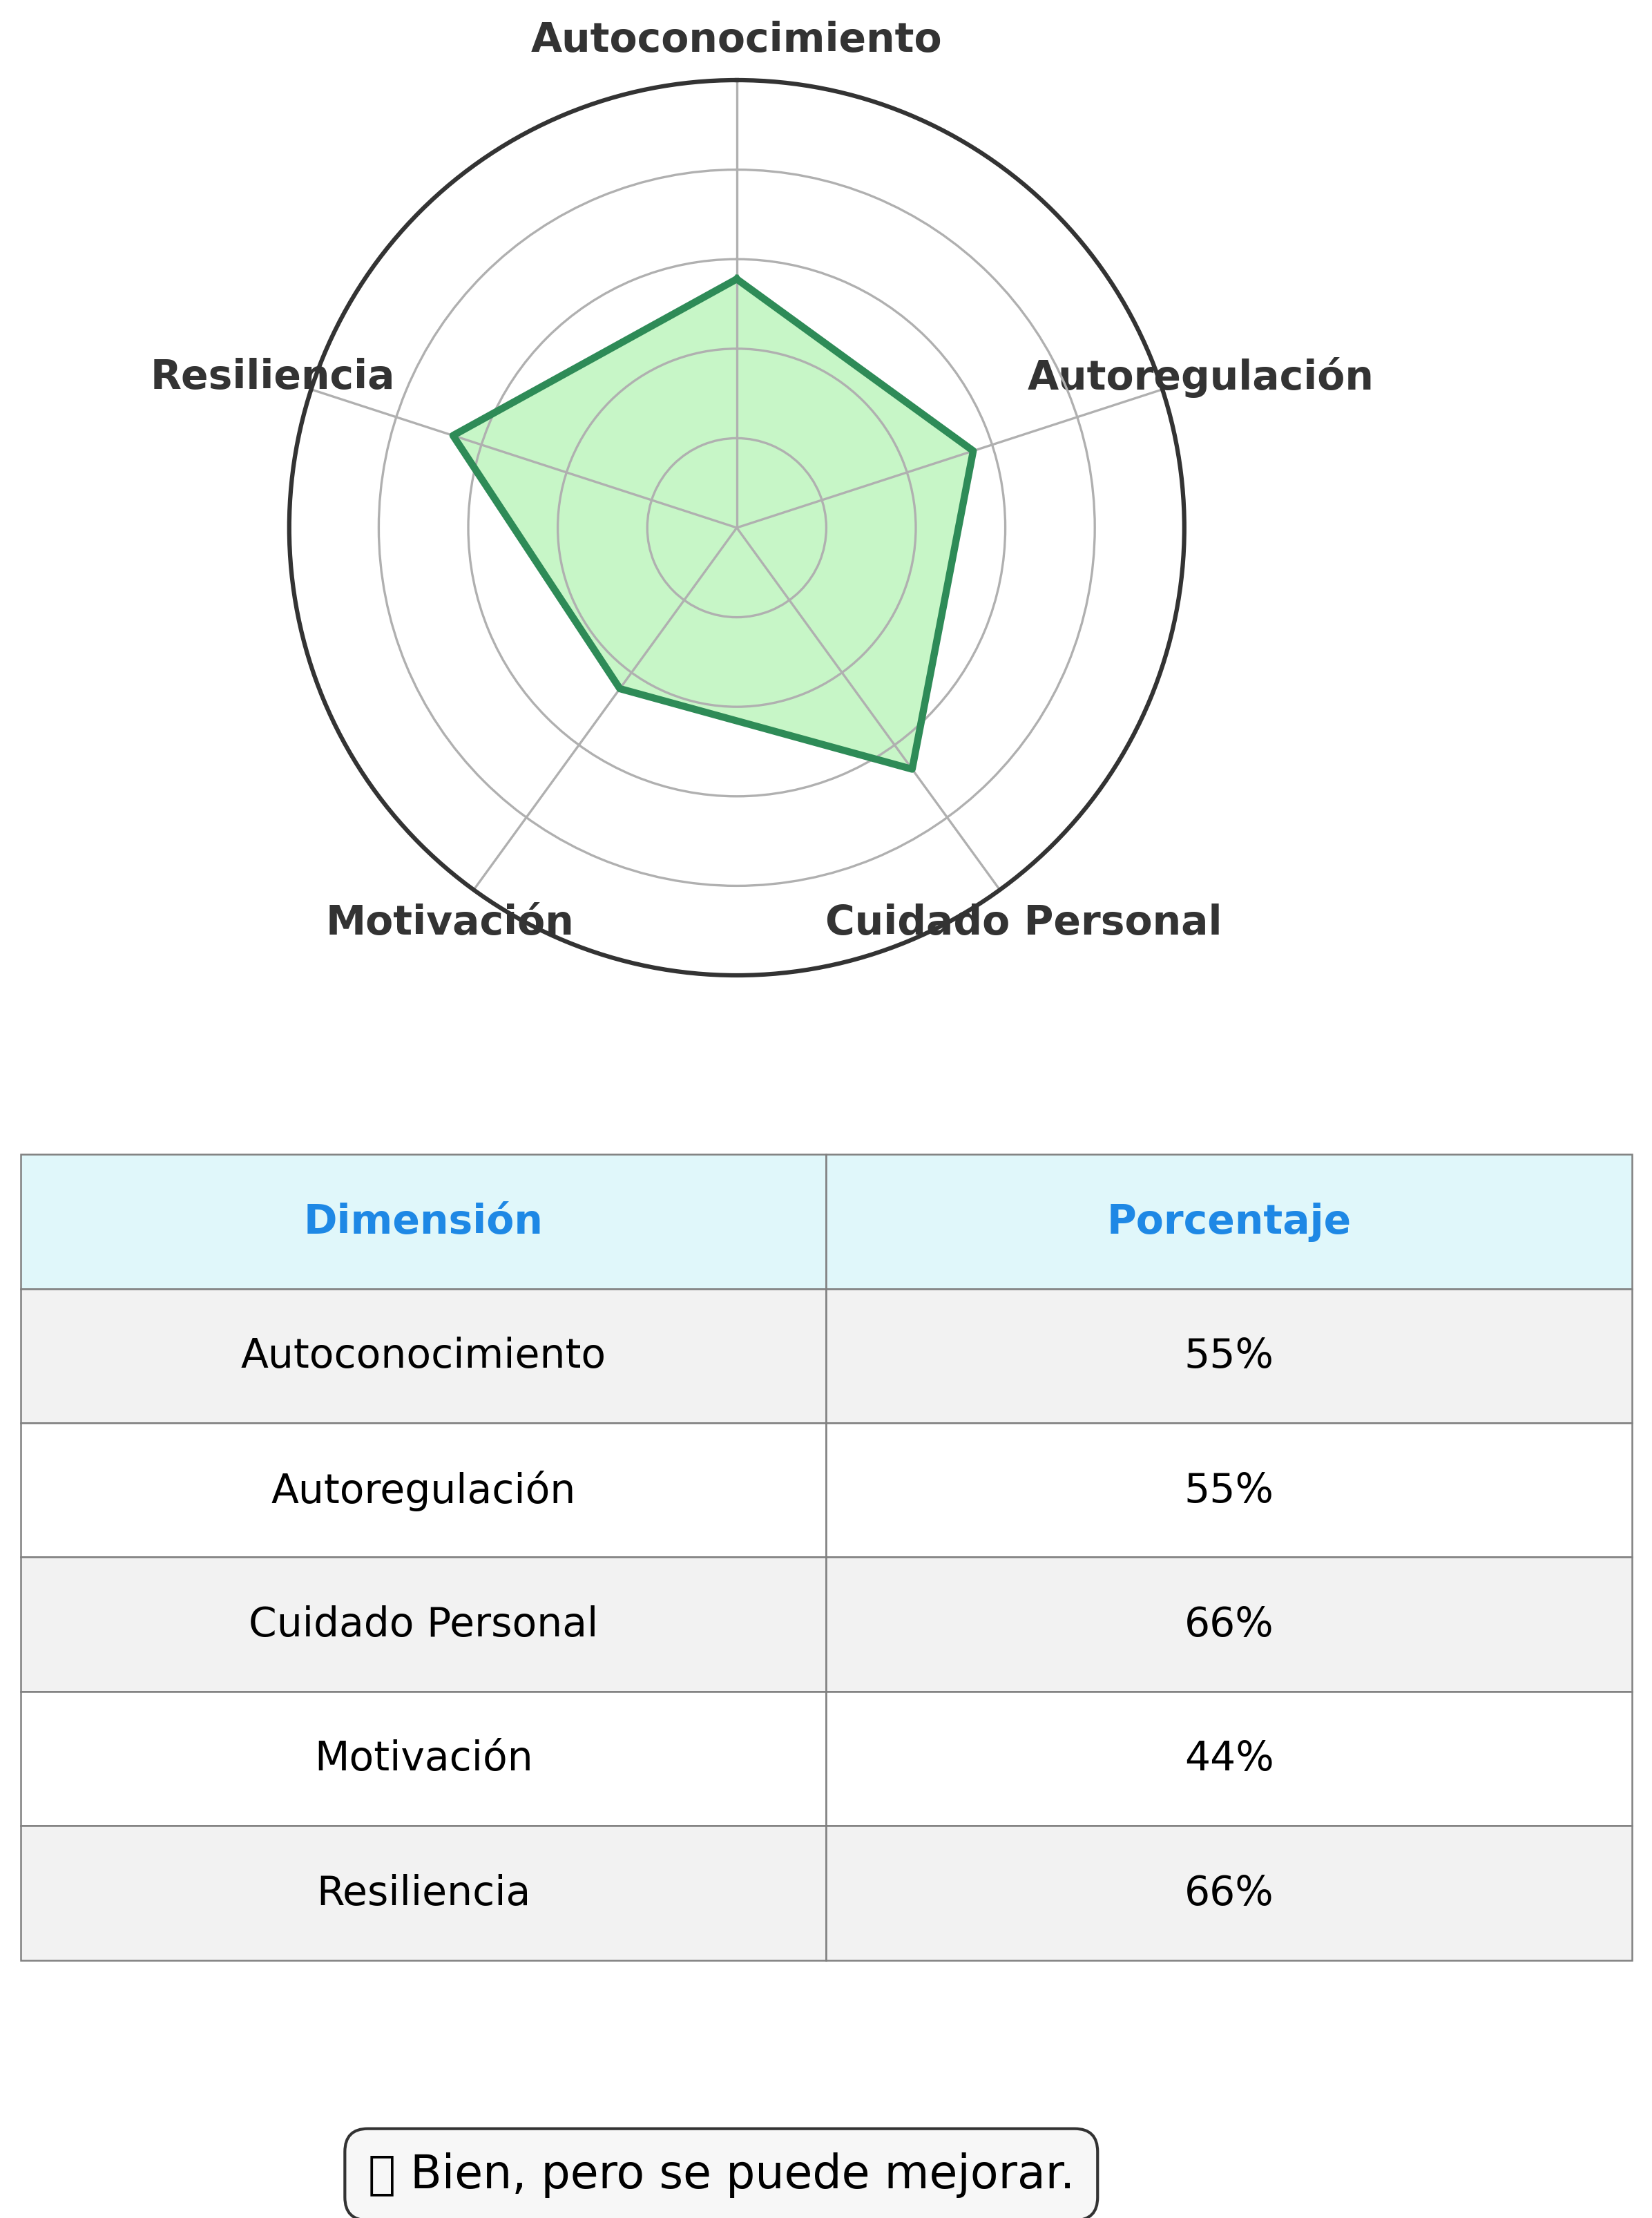 Autoconocimiento
Resiliencia Autoregulación
Motivación Cuidado Personal
Dimensión Porcentaje
Autoconocimiento 55%
Autoregulación 55%
Cuidado Personal 66%
Motivación 44%
Resiliencia 66%
Bien, pero se puede mejorar.